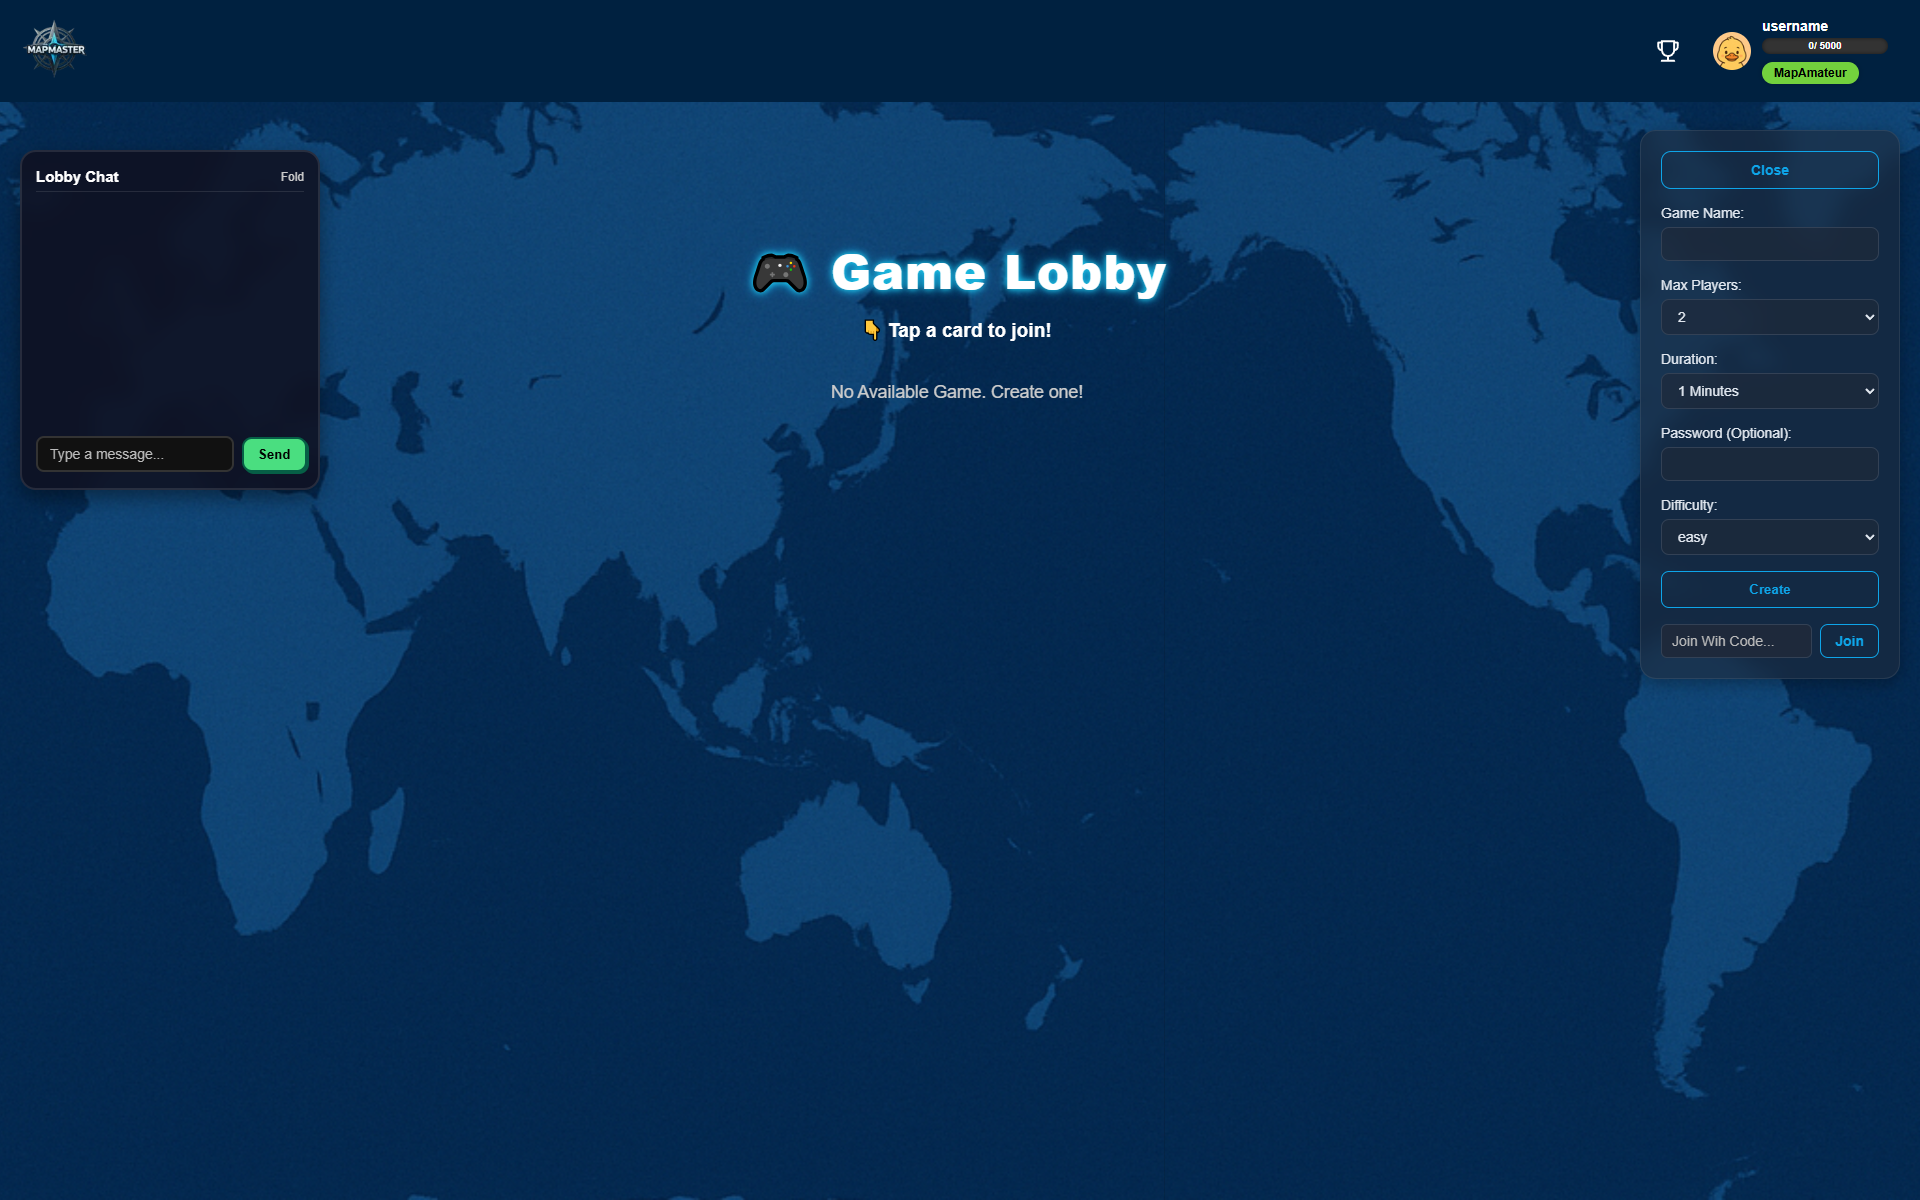 MAPMASTER
username
0/ 5000
MapAmateur
Lobby Chat
Fold
Type a message...
Send
Game Lobby
Tap a card to join!
No Available Game. Create one!
Close
Game Name:
Max Players:
2
Duration:
1 Minutes
Password (Optional):
Difficulty:
easy
Create
Join Wih Code...
Join